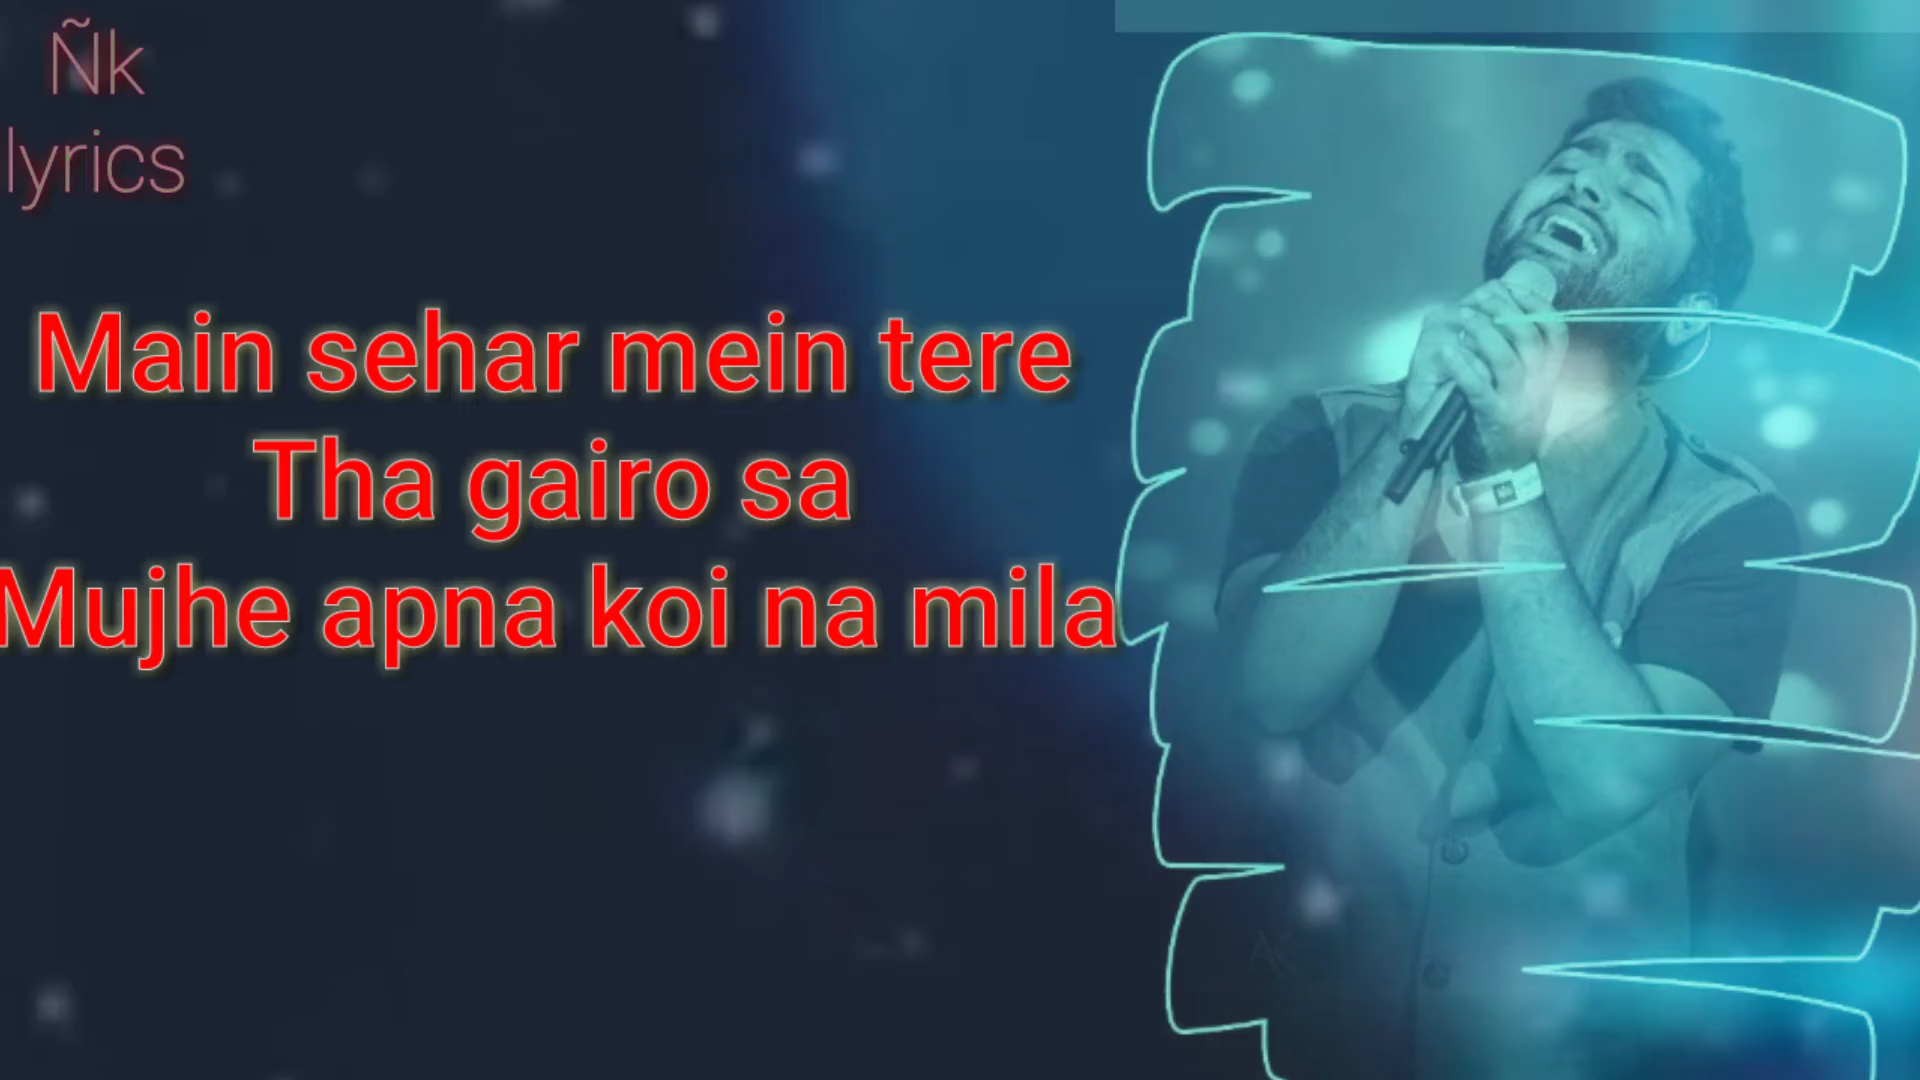 Ñk
lyrics
Main sehar mein tere
Tha gairo sa
Mujhe apna koi na mila